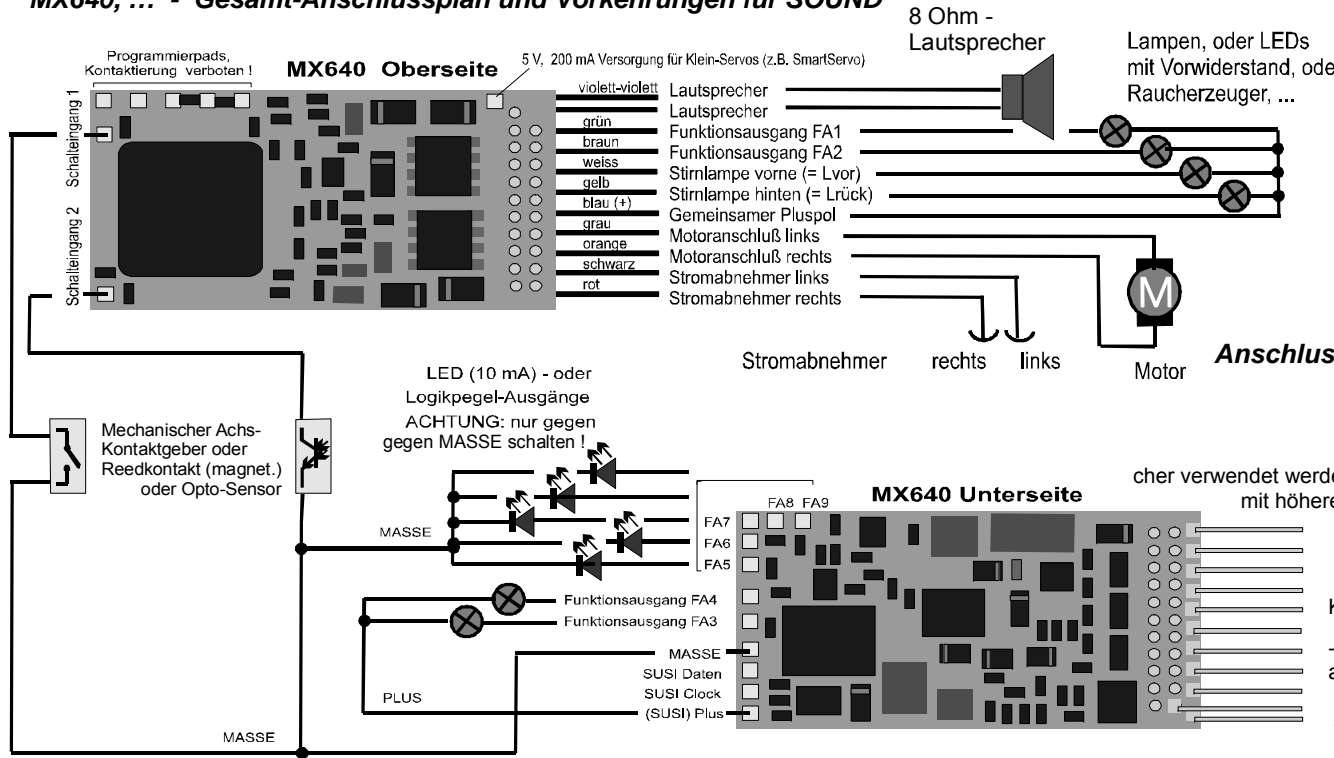 MX640, … - Gesamt-Anschlussplan und Vorkehrungen für SOUND
8 Ohm -
Lautsprecher
Lampen, oder LEDs
mit Vorwiderstand, ode
Raucherzeuger, ...
Programmierpads,
Kontaktierung verboten !
MX640 Oberseite
5 V, 200 mA Versorgung für Klein-Servos (z.B. SmartServo)
Schalteingang 1
Schalteingang 2
violett-violett Lautsprecher
Lautsprecher
grün Funktionsausgang FA1
braun Funktionsausgang FA2
weiss Stirnlampe vorne (= Lvor)
gelb Stirnlampe hinten (= Lrück)
blau (+) Gemeinsamer Pluspol
grau Motoranschluß links
orange Motoranschluß rechts
schwarz Stromabnehmer links
rot Stromabnehmer rechts
M
Stromabnehmer rechts links
Motor
Anschlus
LED (10 mA) - oder
Logikpegel-Ausgänge
ACHTUNG: nur gegen
gegen MASSE schalten !
Mechanischer Achs-
Kontaktgeber oder
Reedkontakt (magnet.)
oder Opto-Sensor
cher verwendet werde
mit höhere
MX640 Unterseite
FA8 FA9
FA7
FA6
FA5
MASSE
Funktionsausgang FA4
Funktionsausgang FA3
MASSE
SUSI Daten
SUSI Clock
(SUSI) Plus
PLUS
MASSE